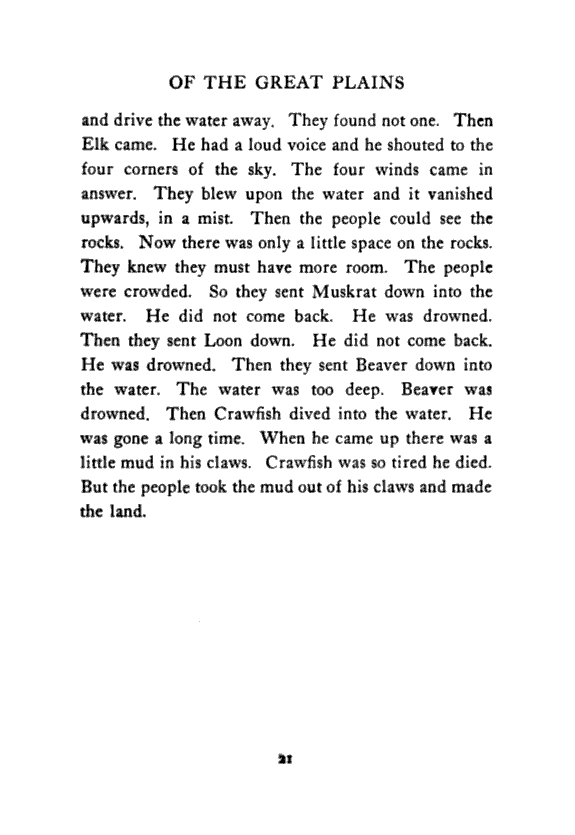 OF THE GREAT PLAINS
and drive the water away. They found not one. Then
Elk came. He had a loud voice and he shouted to the
four corners of the sky. The four winds came in
answer. They blew upon the water and it vanished
upwards, in a mist. Then the people could see the
rocks. Now there was only a little space on the rocks.
They knew they must have more room. The people
were crowded. So they sent Muskrat down into the
water. He did not come back. He was drowned.
Then they sent Loon down. He did not come back.
He was drowned. Then they sent Beaver down into
the water. The water was too deep. Beaver was
drowned. Then Crawfish dived into the water. He
was gone a long time. When he came up there was a
little mud in his claws. Crawfish was so tired he died.
But the people took the mud out of his claws and made
the land.
21